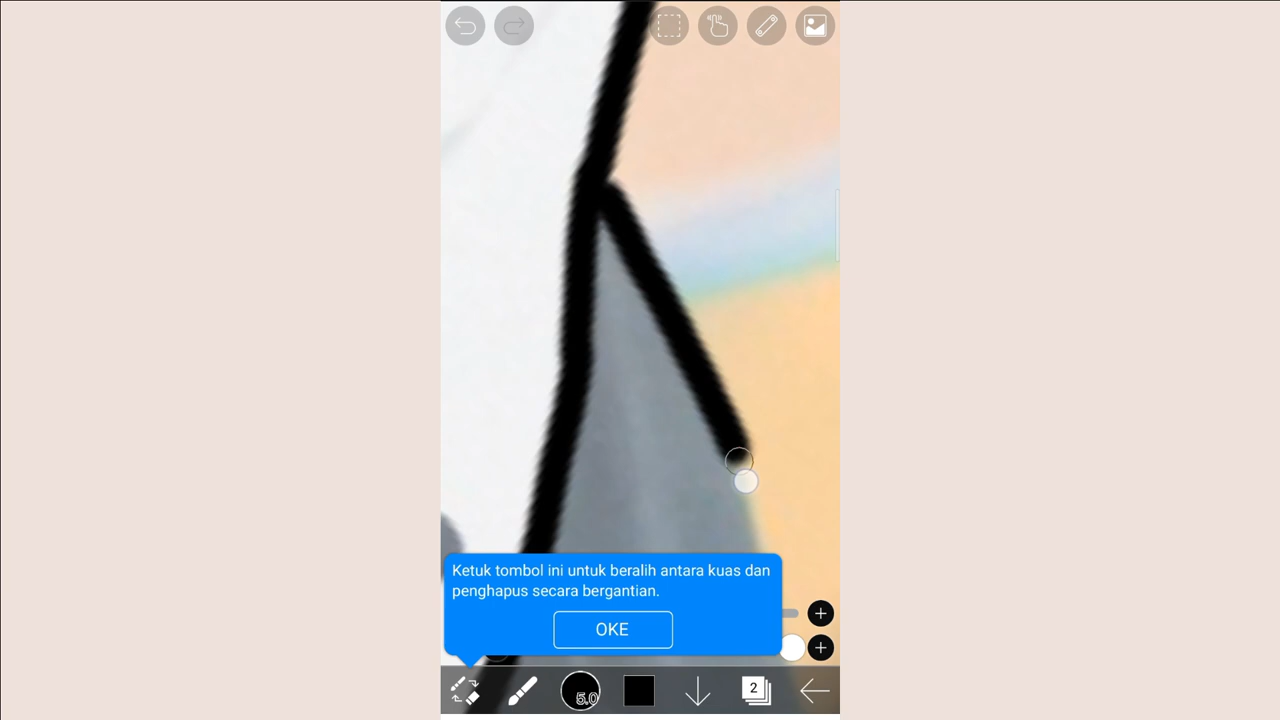 Ketuk tombol ini untuk beralih antara kuas dan
penghapus secara bergantian.
OKE
5.0
2